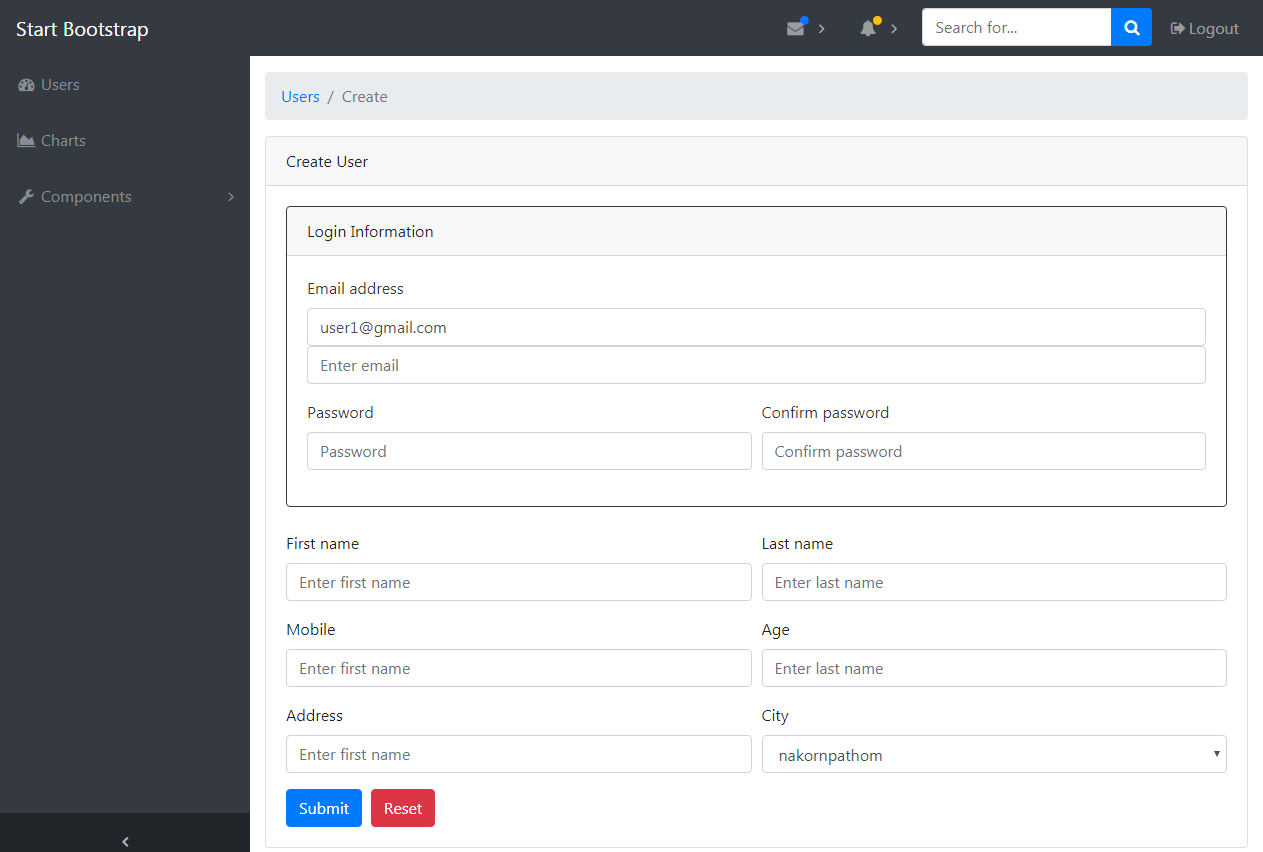 Start Bootstrap
Search for...
Logout
Users
Charts
Components
Users / Create
Create User
Login Information
Email address
user1@gmail.com
Enter email
Password Confirm password
Password Confirm password
First name Last name
Enter first name Enter last name
Mobile Age
Enter first name Enter last name
Address City
Enter first name nakornpathom
Submit Reset